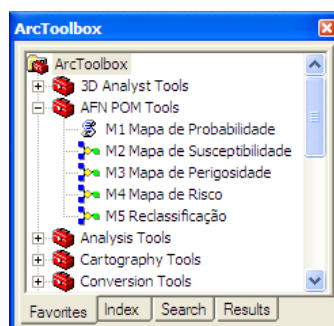 ArcToolbox
ArcToolbox
3D Analyst Tools
AFN POM Tools
M1 Mapa de Probabilidade
M2 Mapa de Susceptibilidade
M3 Mapa de Perigosidade
M4 Mapa de Risco
M5 Reclassificação
Analysis Tools
Cartography Tools
Conversion Tools
Favorites Index Search Results